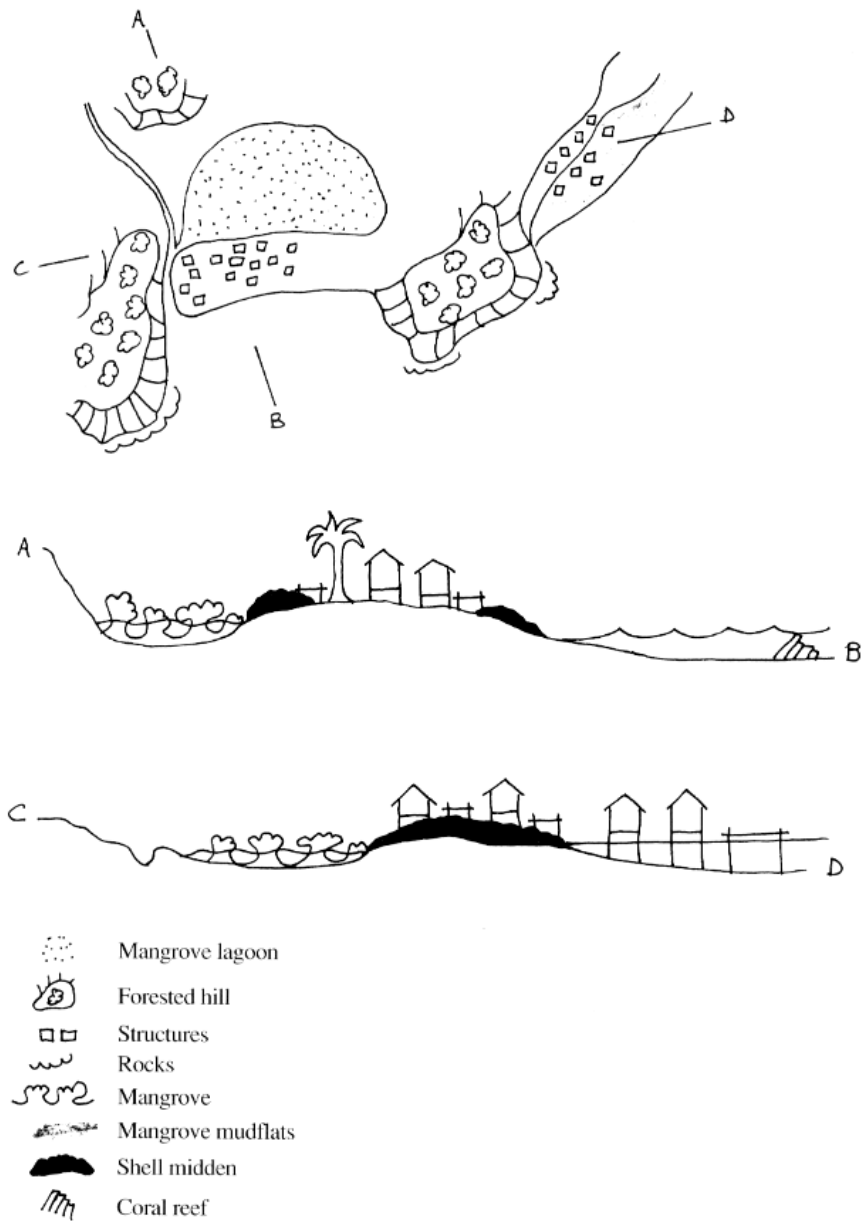 A
D
C
B
A
B
C
D
Mangrove lagoon
Forested hill
Structures
Rocks
Mangrove
Mangrove mudflats
Shell midden
Coral reef